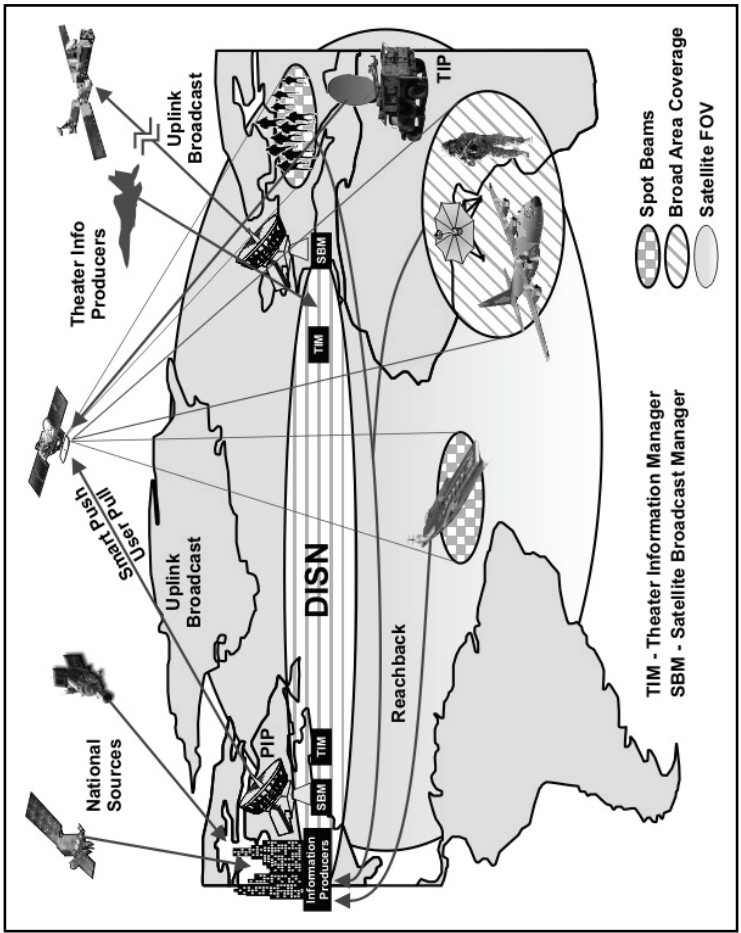 National
Sources
Smart Push
User Pull
Theater Info
Producers
Uplink
Broadcast
Uplink
Broadcast
PIP
TIP
SBM
TIM
TIM
SBM
Information
Producers
DISN
Reachback
TIM - Theater Information Manager
SBM - Satellite Broadcast Manager
Spot Beams
Broad Area Coverage
Satellite FOV